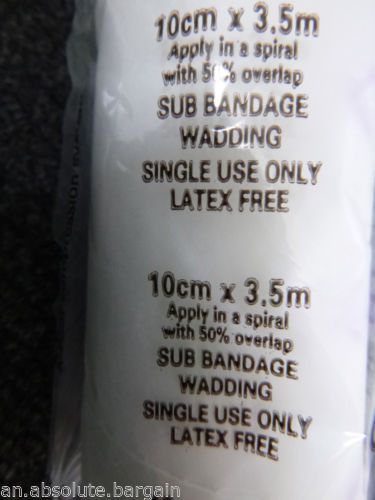 10cm x 3.5m
Apply in a spiral
with 50% overlap
SUB BANDAGE
WADDING
SINGLE USE ONLY
LATEX FREE
10cm x 3.5m
Apply in a spiral
with 50% overlap
SUB BANDAGE
WADDING
SINGLE USE ONLY
LATEX FREE
an.absolute.bargain